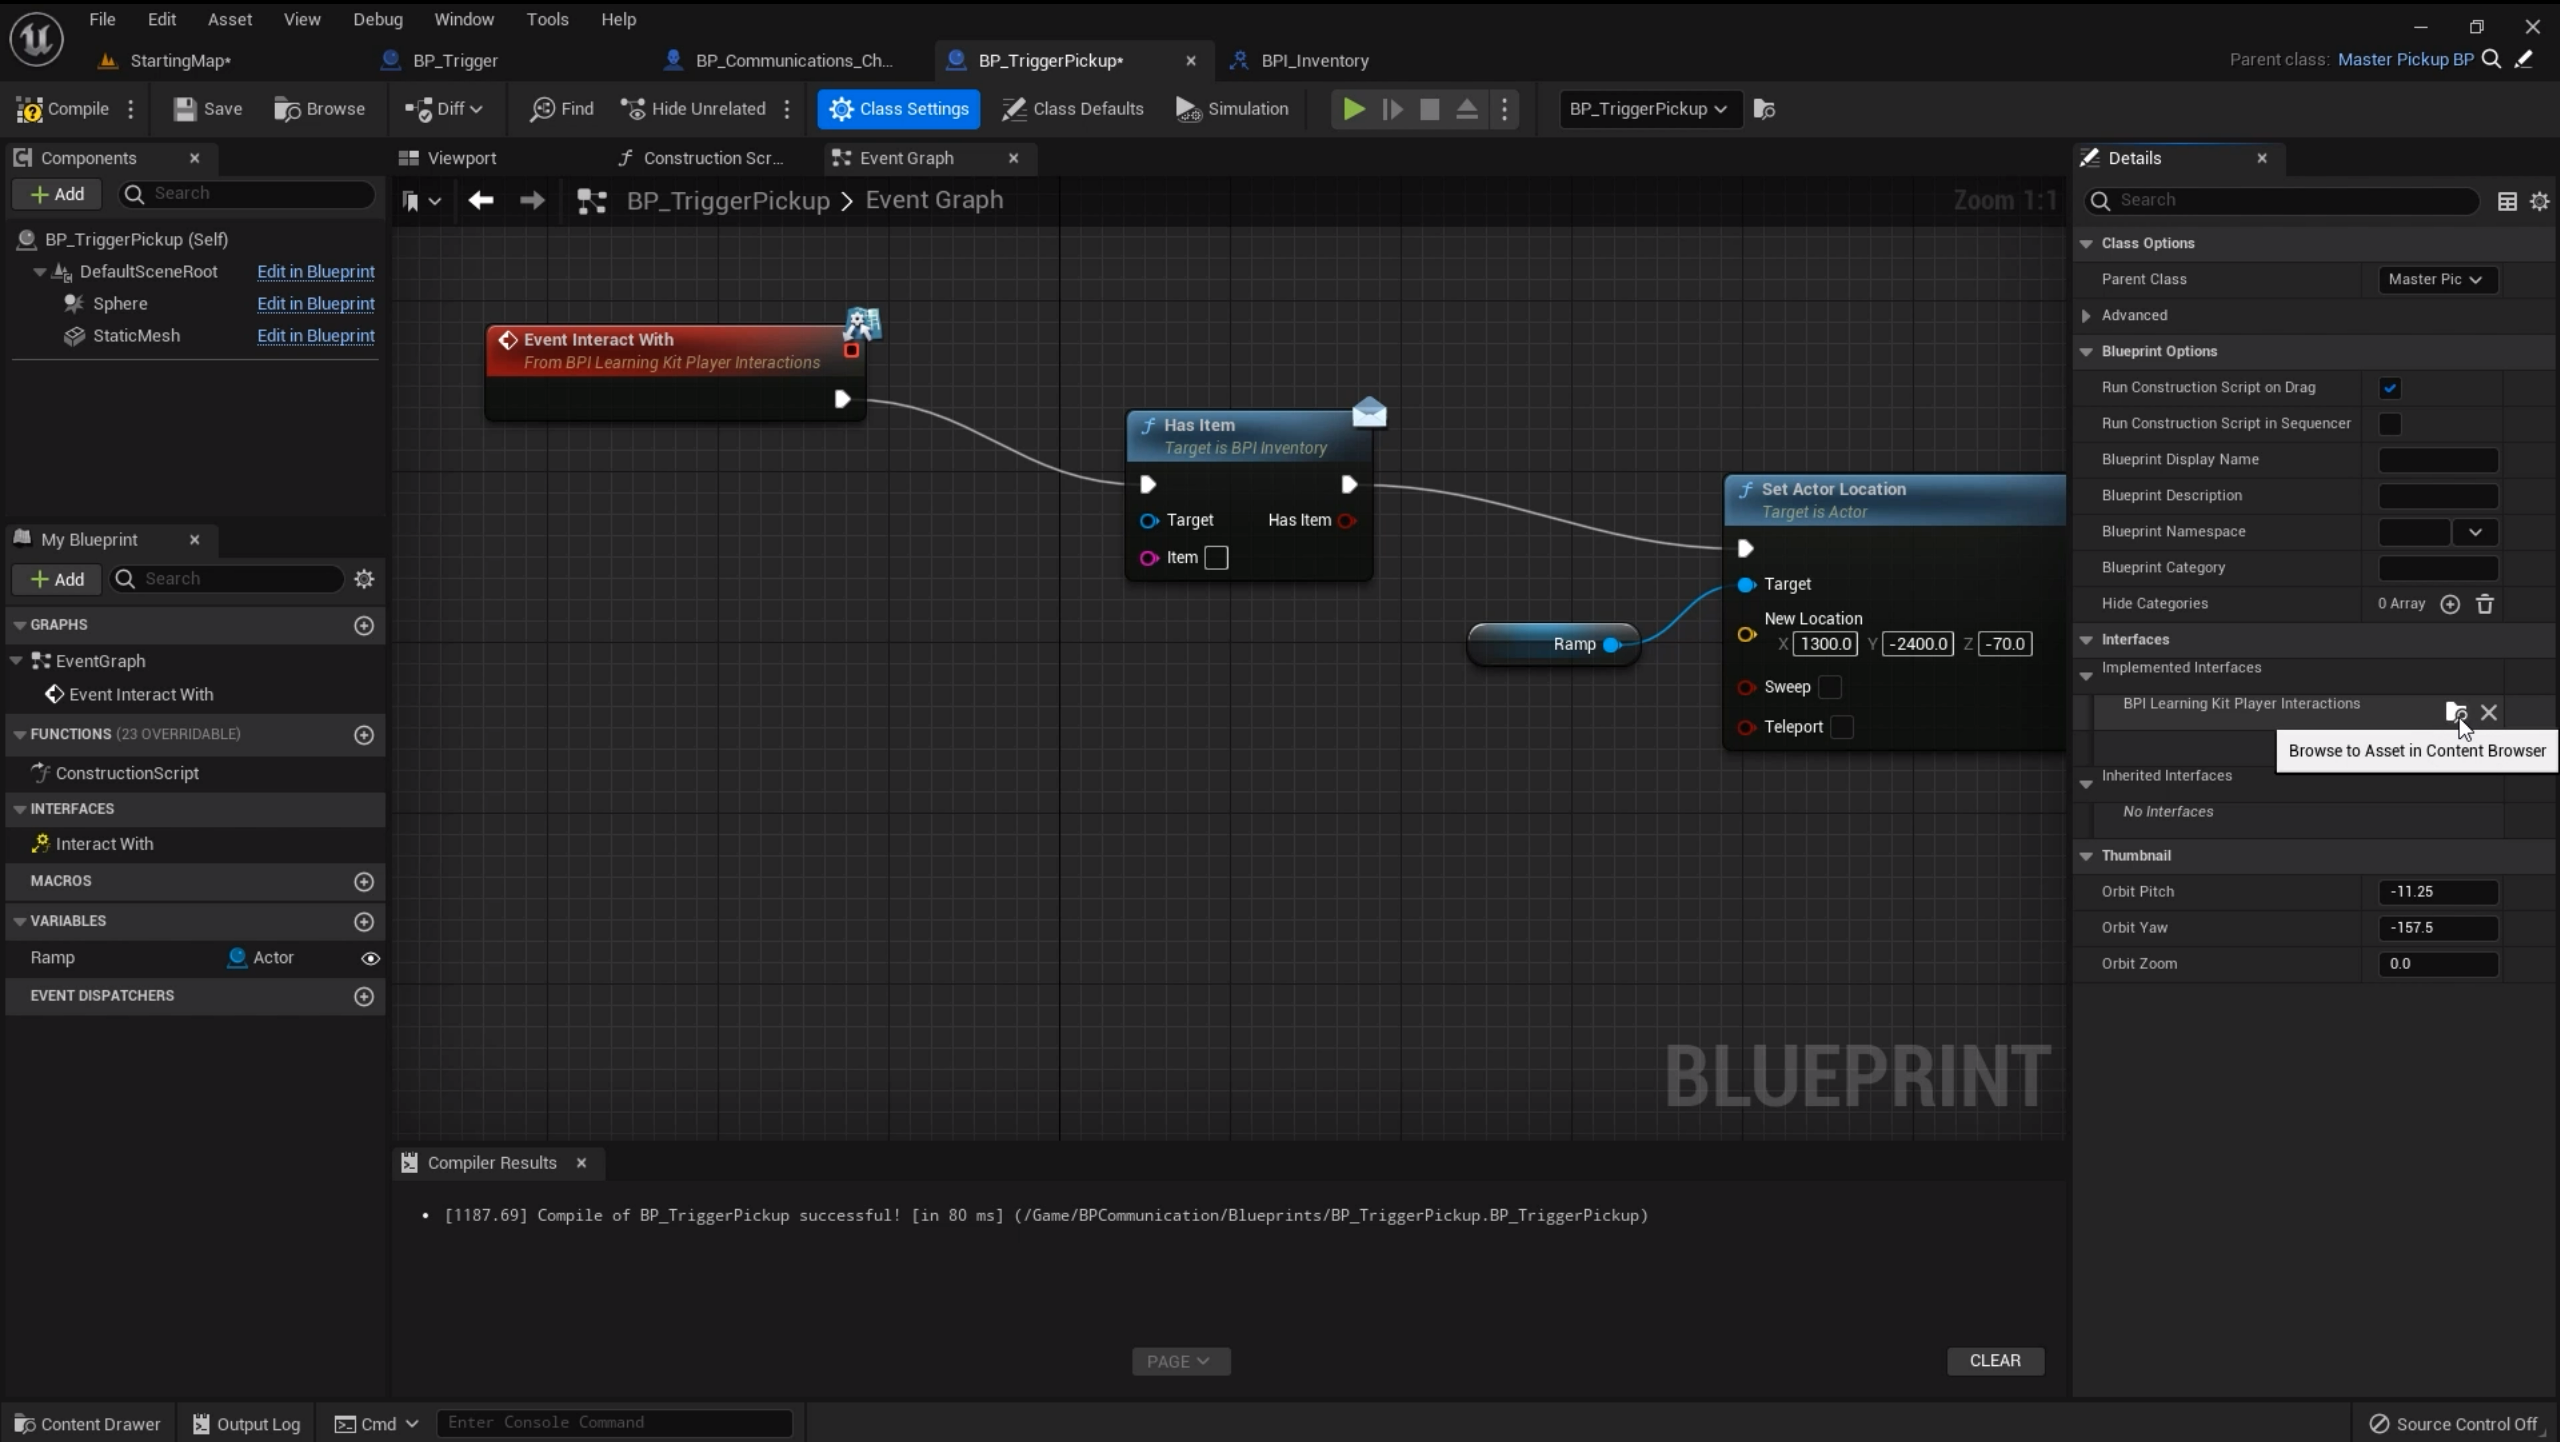 File Edit Asset View Debug Window Tools Help
StartingMap* BP_Trigger BP_Communications_Ch... BP_TriggerPickup* BPI_Inventory Parent class: Master Pickup BP
Compile Save Browse Diff Find Hide Unrelated Class Settings Class Defaults Simulation BP_TriggerPickup
Components
Add Search
BP_TriggerPickup (Self)
DefaultSceneRoot Edit in Blueprint
Sphere Edit in Blueprint
StaticMesh Edit in Blueprint
My Blueprint
Add Search
GRAPHS
EventGraph
Event Interact With
FUNCTIONS (23 OVERRIDABLE)
ConstructionScript
INTERFACES
Interact With
MACROS
VARIABLES
Ramp Actor
EVENT DISPATCHERS
Viewport Construction Scr... Event Graph
BP_TriggerPickup > Event Graph Zoom 1:1
Event Interact With
From BPI Learning Kit Player Interactions
Has Item
Target is BPI Inventory
Target Has Item
Item
Ramp
Set Actor Location
Target is Actor
Target
New Location
X 1300.0 Y -2400.0 Z -70.0
Sweep
Teleport
BLUEPRINT
Compiler Results
• [1187.69] Compile of BP_TriggerPickup successful! [in 80 ms] (/Game/BPCommunication/Blueprints/BP_TriggerPickup.BP_TriggerPickup)
PAGE CLEAR
Details
Search
Class Options
Parent Class Master Pic
Advanced
Blueprint Options
Run Construction Script on Drag
Run Construction Script in Sequencer
Blueprint Display Name
Blueprint Description
Blueprint Namespace
Blueprint Category
Hide Categories 0 Array
Interfaces
Implemented Interfaces
BPI Learning Kit Player Interactions
Browse to Asset in Content Browser
Inherited Interfaces
No Interfaces
Thumbnail
Orbit Pitch -11.25
Orbit Yaw -157.5
Orbit Zoom 0.0
Content Drawer Output Log Cmd Enter Console Command Source Control Off